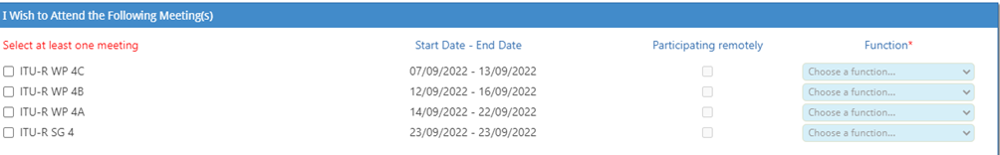 I Wish to Attend the Following Meeting(s)
Select at least one meeting Start Date - End Date Participating remotely Function*
ITU-R WP 4C 07/09/2022 - 13/09/2022 Choose a function...
ITU-R WP 4B 12/09/2022 - 16/09/2022 Choose a function...
ITU-R WP 4A 14/09/2022 - 22/09/2022 Choose a function...
ITU-R SG 4 23/09/2022 - 23/09/2022 Choose a function...